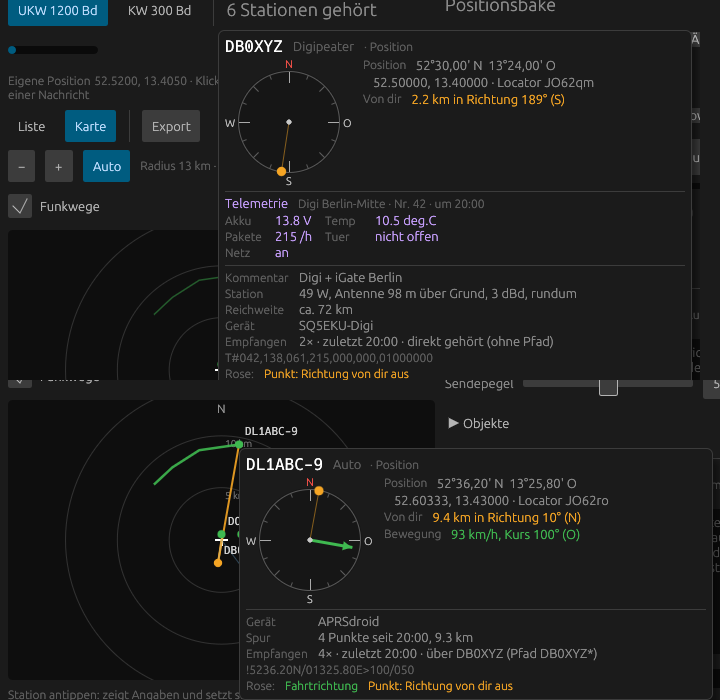 UKW 1200 Bd
KW 300 Bd
6 Stationen gehört
Positionsbake
Eigene Position 52.5200, 13.4050 · Klick
einer Nachricht
Liste
Karte
Export
−
+
Auto
Radius 13 km ·
Funkwege
DB0XYZ Digipeater · Position
N
W
O
S
Position 52°30,00' N 13°24,00' O
52.50000, 13.40000 · Locator JO62qm
Von dir 2.2 km in Richtung 189° (S)
Telemetrie Digi Berlin-Mitte · Nr. 42 · um 20:00
Akku 13.8 V Temp 10.5 deg.C
Pakete 215 /h Tuer nicht offen
Netz an
Kommentar Digi + iGate Berlin
Station 49 W, Antenne 98 m über Grund, 3 dBd, rundum
Reichweite ca. 72 km
Gerät SQ5EKU-Digi
Empfangen 2× · zuletzt 20:00 · direkt gehört (ohne Pfad)
T#042,138,061,215,000,000,01000000
Rose: Punkt: Richtung von dir aus
Sendepegel
5
▶ Objekte
N
DL1ABC-9
DL1ABC-9 Auto · Position
N
W
O
S
Position 52°36,20' N 13°25,80' O
52.60333, 13.43000 · Locator JO62ro
Von dir 9.4 km in Richtung 10° (N)
Bewegung 93 km/h, Kurs 100° (O)
Gerät APRSdroid
Spur 4 Punkte seit 20:00, 9.3 km
Empfangen 4× · zuletzt 20:00 · über DB0XYZ (Pfad DB0XYZ*)
!5236.20N/01325.80E>100/050
Rose: Fahrtrichtung Punkt: Richtung von dir aus
Station antippen: zeigt Angaben und setzt s